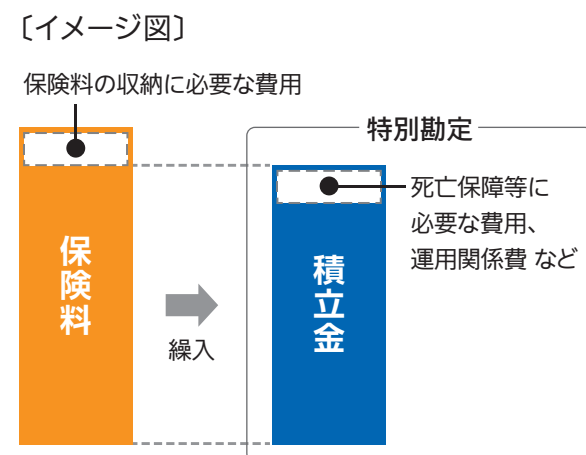 〔イメージ図〕
保険料の収納に必要な費用
特別勘定
死亡保障等に
必要な費用、
運用関係費 など
保険料
繰入
積立金